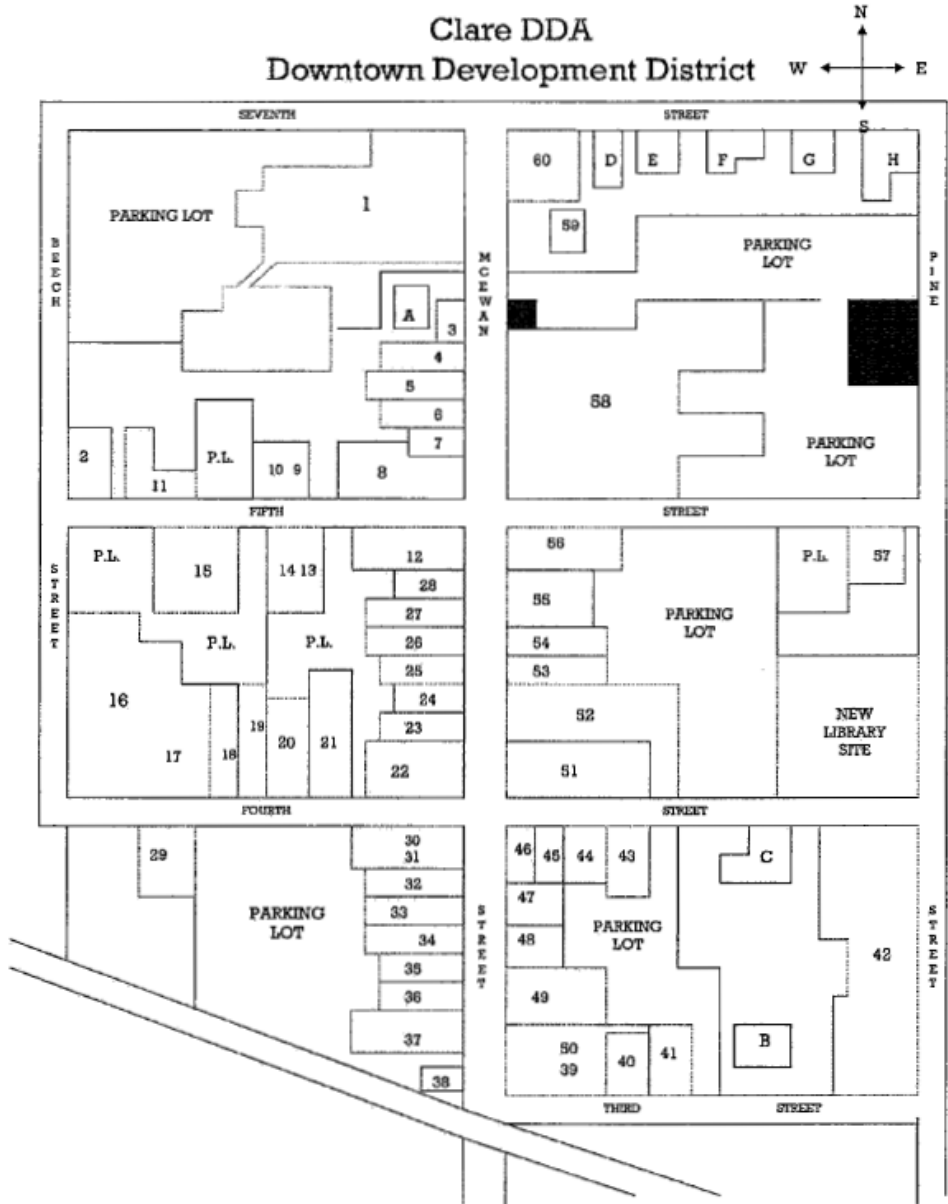 Clare DDA
Downtown Development District
N
W E
S
SEVENTH STREET
60 D E F G H
PARKING LOT
1
59
PARKING
LOT
BEECH
MCEWAN
PINE
A
3
4
5
58
6
7
PARKING
LOT
2
P.L.
10 9
8
11
FIFTH STREET
P.L.
15
14 13
12
56
P.L.
57
28
55
STREET
27
PARKING
LOT
P.L.
P.L.
26
54
25
53
16
24
52
NEW
LIBRARY
SITE
17
18
19
20
21
23
22
51
FOURTH STREET
29
30
31
46
45
44
43
C
32
47
PARKING
LOT
33
PARKING
LOT
34
48
STREET
STREET
42
35
36
49
37
50
39
40
41
B
38
THIRD STREET